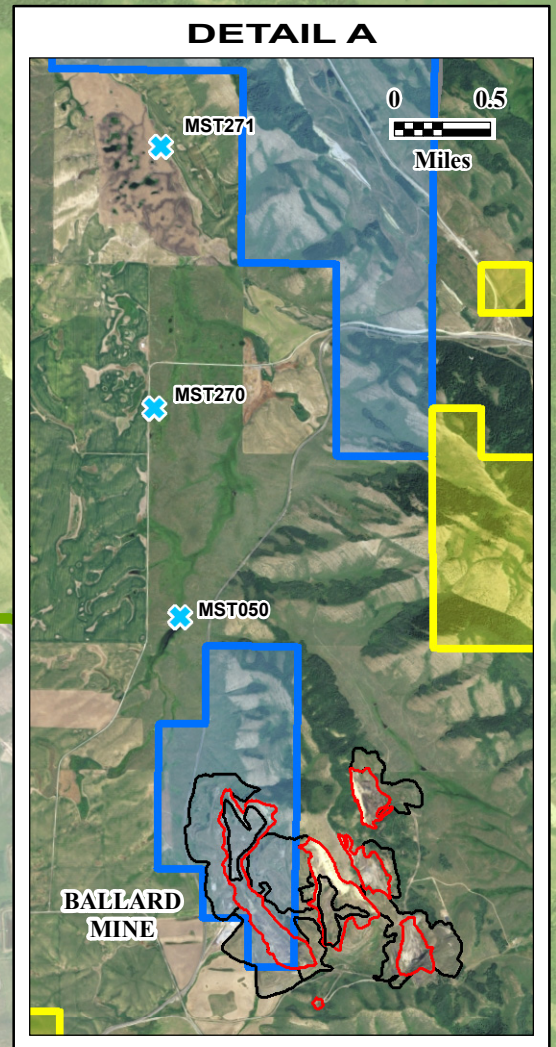 DETAIL A
0 0.5
Miles
MST271
MST270
MST050
BALLARD
MINE